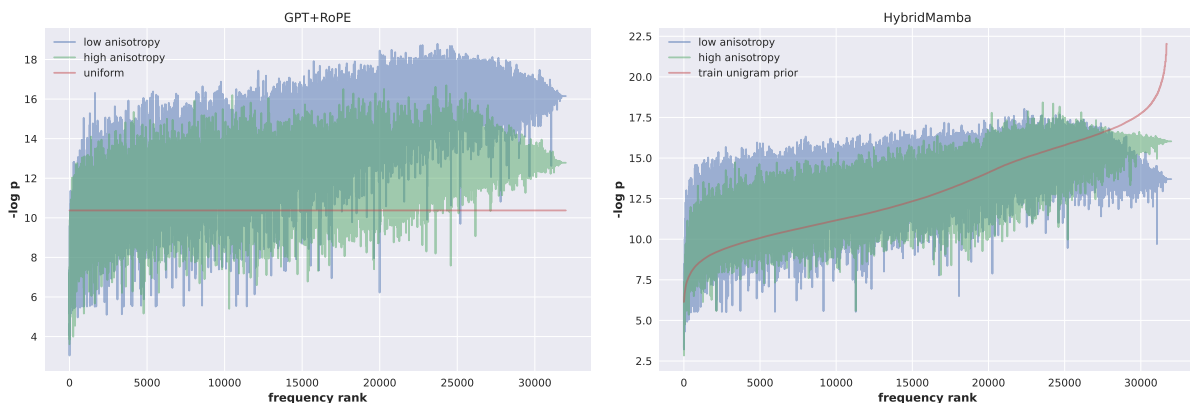 GPT+RoPE
low anisotropy
high anisotropy
uniform
18
16
14
12
10
8
6
4
-log p
0
5000
10000
15000
20000
25000
30000
frequency rank
HybridMamba
low anisotropy
high anisotropy
train unigram prior
22.5
20.0
17.5
15.0
12.5
10.0
7.5
5.0
2.5
-log p
0
5000
10000
15000
20000
25000
30000
frequency rank